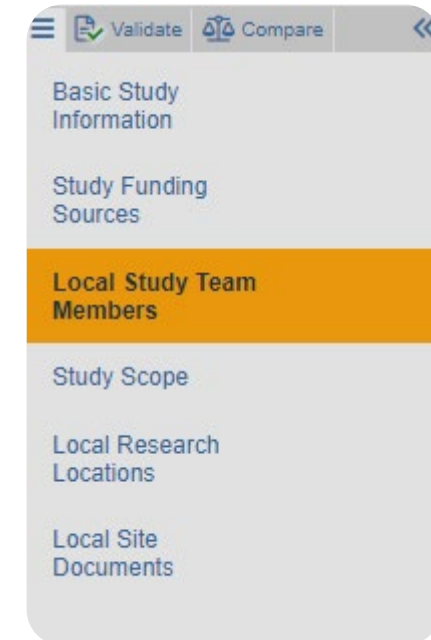 Validate Compare
Basic Study
Information
Study Funding
Sources
Local Study Team
Members
Study Scope
Local Research
Locations
Local Site
Documents